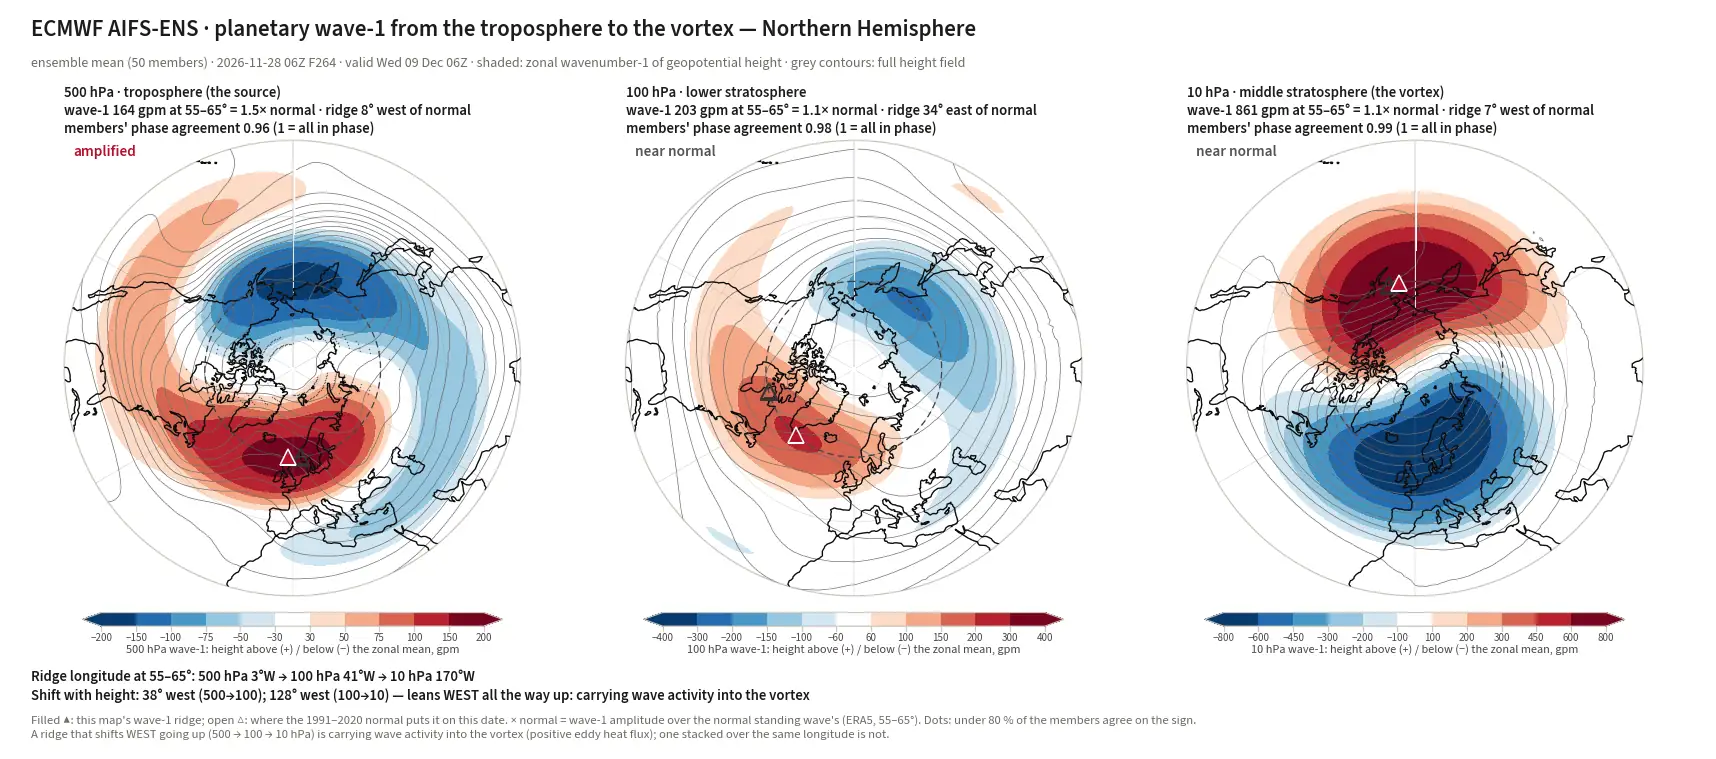 ECMWF AIFS-ENS · planetary wave-1 from the troposphere to the vortex — Northern Hemisphere
ensemble mean (50 members) · 2026-11-28 06Z F264 · valid Wed 09 Dec 06Z · shaded: zonal wavenumber-1 of geopotential height · grey contours: full height field
500 hPa · troposphere (the source)
wave-1 164 gpm at 55–65° = 1.5× normal · ridge 8° west of normal
members' phase agreement 0.96 (1 = all in phase)
amplified
100 hPa · lower stratosphere
wave-1 203 gpm at 55–65° = 1.1× normal · ridge 34° east of normal
members' phase agreement 0.98 (1 = all in phase)
near normal
10 hPa · middle stratosphere (the vortex)
wave-1 861 gpm at 55–65° = 1.1× normal · ridge 7° west of normal
members' phase agreement 0.99 (1 = all in phase)
near normal
−200 −150 −100 −75 −50 −30 30 50 75 100 150 200
500 hPa wave-1: height above (+) / below (−) the zonal mean, gpm
−400 −300 −200 −150 −100 −60 60 100 150 200 300 400
100 hPa wave-1: height above (+) / below (−) the zonal mean, gpm
−800 −600 −450 −300 −200 −100 100 200 300 450 600 800
10 hPa wave-1: height above (+) / below (−) the zonal mean, gpm
Ridge longitude at 55–65°: 500 hPa 3°W → 100 hPa 41°W → 10 hPa 170°W
Shift with height: 38° west (500→100); 128° west (100→10) — leans WEST all the way up: carrying wave activity into the vortex
Filled ▲: this map's wave-1 ridge; open △: where the 1991–2020 normal puts it on this date. × normal = wave-1 amplitude over the normal standing wave's (ERA5, 55–65°). Dots: under 80 % of the members agree on the sign.
A ridge that shifts WEST going up (500 → 100 → 10 hPa) is carrying wave activity into the vortex (positive eddy heat flux); one stacked over the same longitude is not.